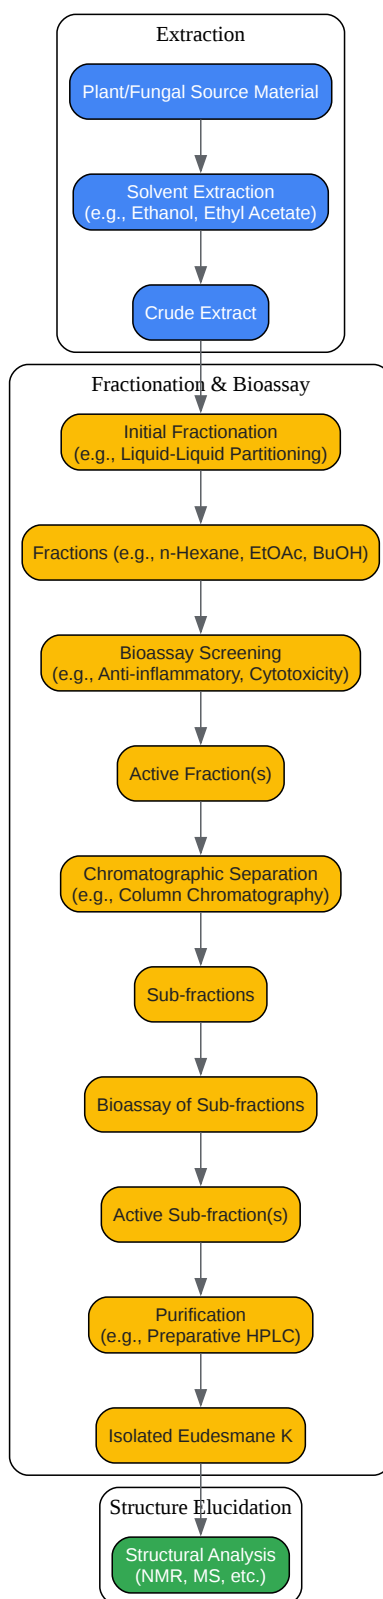 Extraction
Plant/Fungal Source Material
Solvent Extraction
(e.g., Ethanol, Ethyl Acetate)
Crude Extract
Fractionation & Bioassay
Initial Fractionation
(e.g., Liquid-Liquid Partitioning)
Fractions (e.g., n-Hexane, EtOAc, BuOH)
Bioassay Screening
(e.g., Anti-inflammatory, Cytotoxicity)
Active Fraction(s)
Chromatographic Separation
(e.g., Column Chromatography)
Sub-fractions
Bioassay of Sub-fractions
Active Sub-fraction(s)
Purification
(e.g., Preparative HPLC)
Isolated Eudesmane K
Structure Elucidation
Structural Analysis
(NMR, MS, etc.)